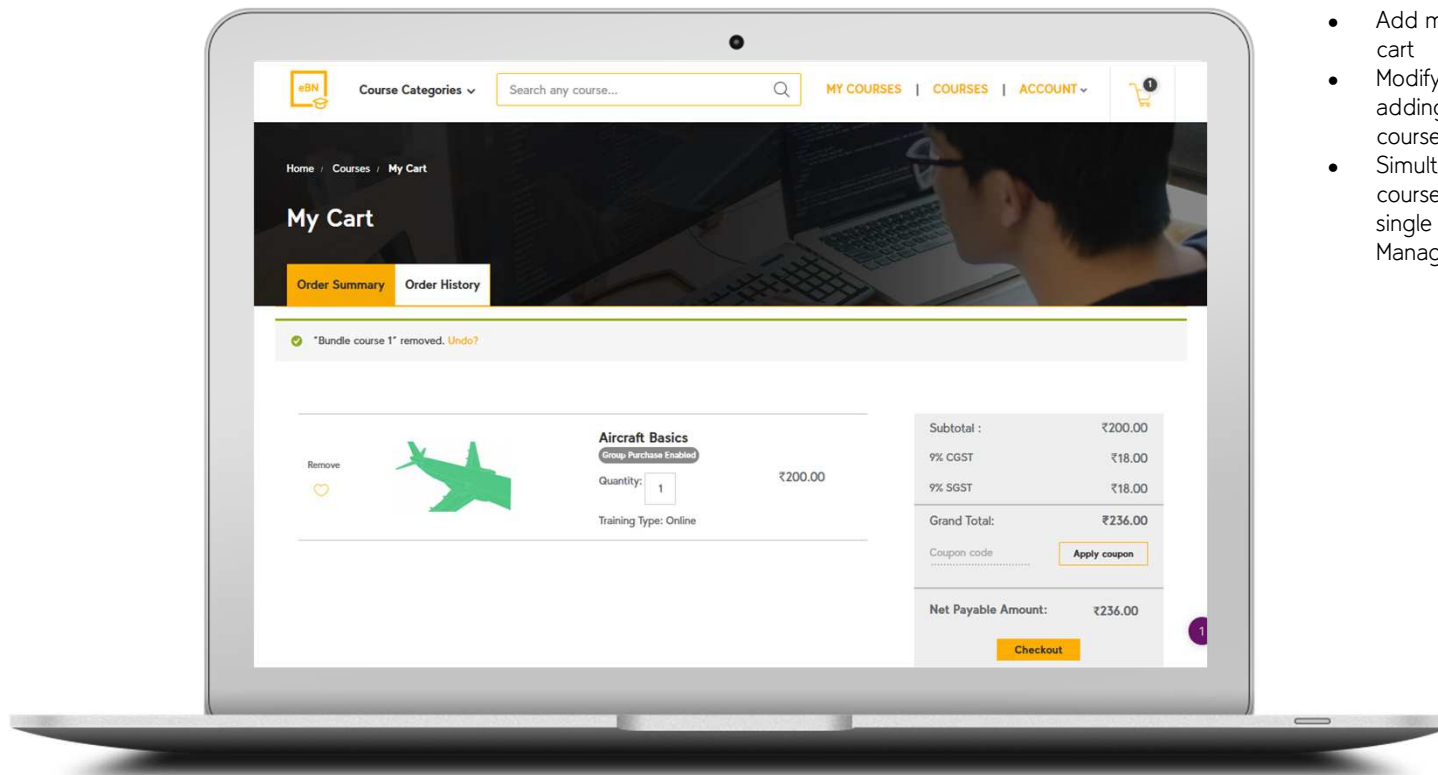 eBN
Course Categories
Search any course...
MY COURSES | COURSES | ACCOUNT
1
Home / Courses / My Cart
My Cart
Order Summary
Order History
"Bundle course 1" removed. Undo?
Remove
Aircraft Basics
Group Purchase Enabled
Quantity: 1
Training Type: Online
₹200.00
Subtotal : ₹200.00
9% CGST ₹18.00
9% SGST ₹18.00
Grand Total: ₹236.00
Coupon code Apply coupon
Net Payable Amount: ₹236.00
Checkout
1
• Add m
cart
• Modify
adding
course
• Simult
course
single
Manag